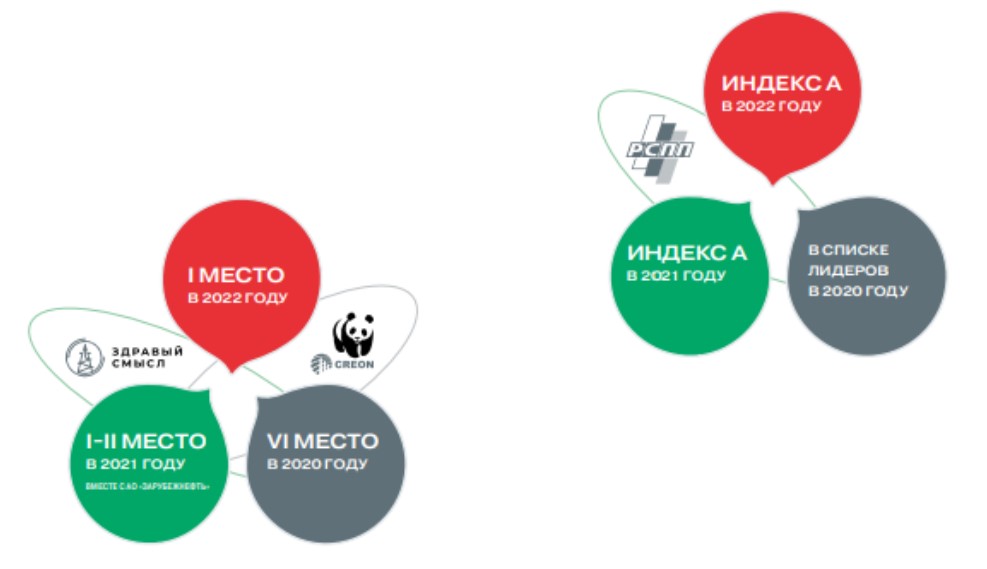 I МЕСТО
В 2022 ГОДУ
ЗДРАВЫЙ
СМЫСЛ
CREON
I-II МЕСТО
В 2021 ГОДУ
ВМЕСТЕ С АО «ЗАРУБЕЖНЕФТЬ»
VI МЕСТО
В 2020 ГОДУ
ИНДЕКС А
В 2022 ГОДУ
РСПП
ИНДЕКС А
В 2021 ГОДУ
В СПИСКЕ
ЛИДЕРОВ
В 2020 ГОДУ